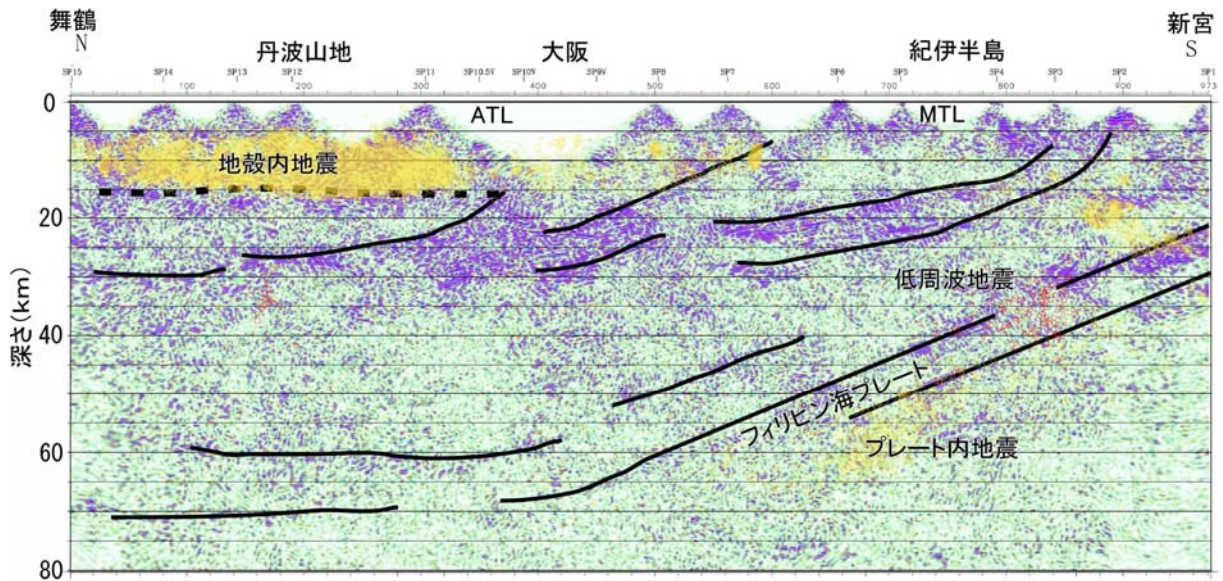 舞鶴
N
丹波山地
大阪
紀伊半島
新宮
S
SP15 SP14 SP13 SP12 SP11 SP10.5V SP10V SP9V SP8 SP7 SP6 SP5 SP4 SP3 SP2 SP1
100 200 300 400 500 600 700 800 900 973
ATL
MTL
地殻内地震
低周波地震
フィリピン海プレート
プレート内地震
深さ(km)
0
20
40
60
80